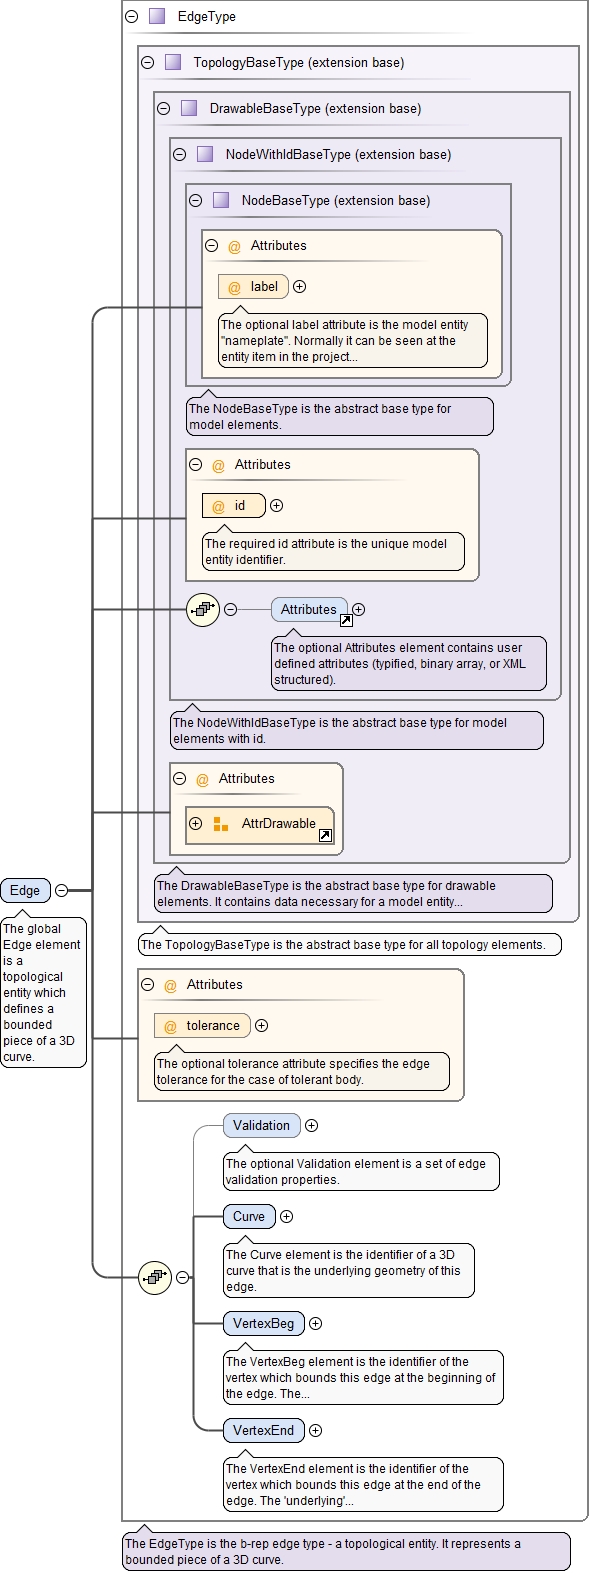 EdgeType
TopologyBaseType (extension base)
DrawableBaseType (extension base)
NodeWithIdBaseType (extension base)
NodeBaseType (extension base)
@ Attributes
@ label
The optional label attribute is the model entity
"nameplate". Normally it can be seen at the
entity item in the project...
The NodeBaseType is the abstract base type for
model elements.
@ Attributes
@ id
The required id attribute is the unique model
entity identifier.
Attributes
The optional Attributes element contains user
defined attributes (typified, binary array, or XML
structured).
The NodeWithIdBaseType is the abstract base type for model
elements with id.
@ Attributes
AttrDrawable
The DrawableBaseType is the abstract base type for drawable
elements. It contains data necessary for a model entity...
The TopologyBaseType is the abstract base type for all topology elements.
Edge
The global
Edge element
is a
topological
entity which
defines a
bounded
piece of a 3D
curve.
@ Attributes
@ tolerance
The optional tolerance attribute specifies the edge
tolerance for the case of tolerant body.
Validation
The optional Validation element is a set of edge
validation properties.
Curve
The Curve element is the identifier of a 3D
curve that is the underlying geometry of this
edge.
VertexBeg
The VertexBeg element is the identifier of the
vertex which bounds this edge at the beginning of
the edge. The...
VertexEnd
The VertexEnd element is the identifier of the
vertex which bounds this edge at the end of the
edge. The 'underlying'...
The EdgeType is the b-rep edge type - a topological entity. It represents a
bounded piece of a 3D curve.